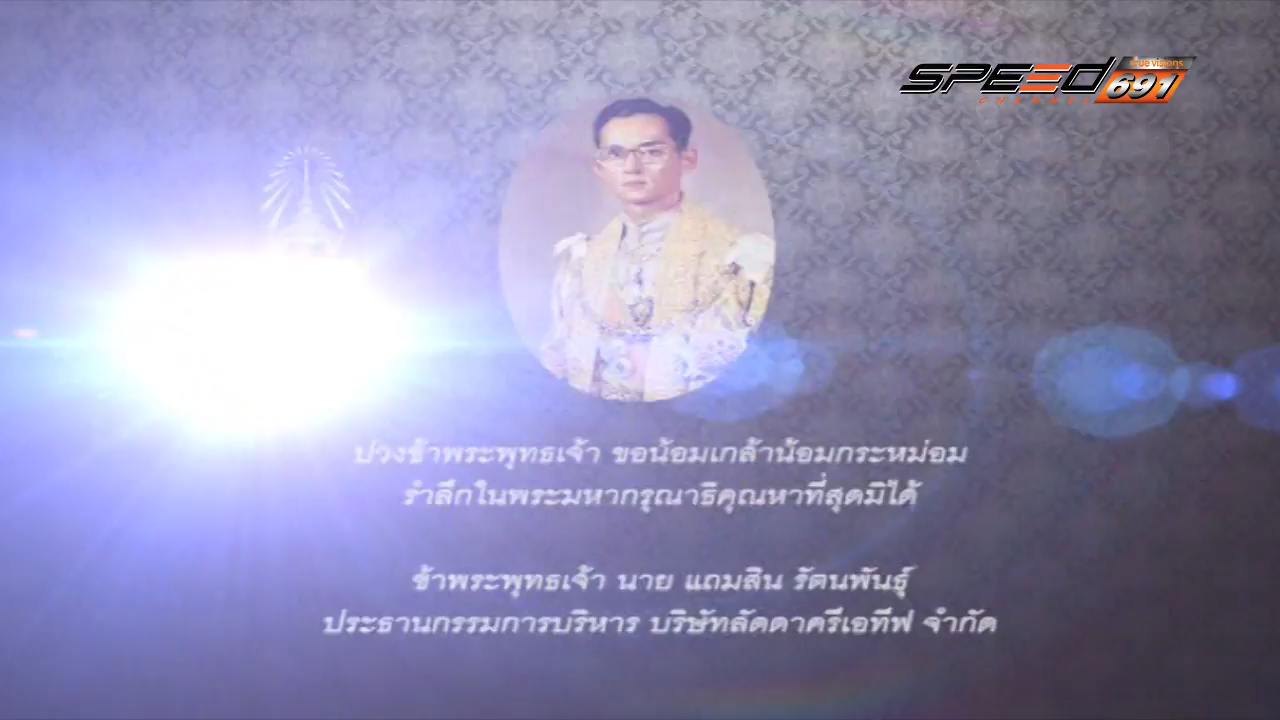 SPEED
CHANNEL
true visions
691
ปวงข้าพระพุทธเจ้า ขอน้อมเกล้าน้อมกระหม่อม
รำลึกในพระมหากรุณาธิคุณหาที่สุดมิได้
ข้าพระพุทธเจ้า นาย แถมสิน รัตนพันธุ์
ประธานกรรมการบริหาร บริษัทลัดดาครีเอทีฟ จำกัด